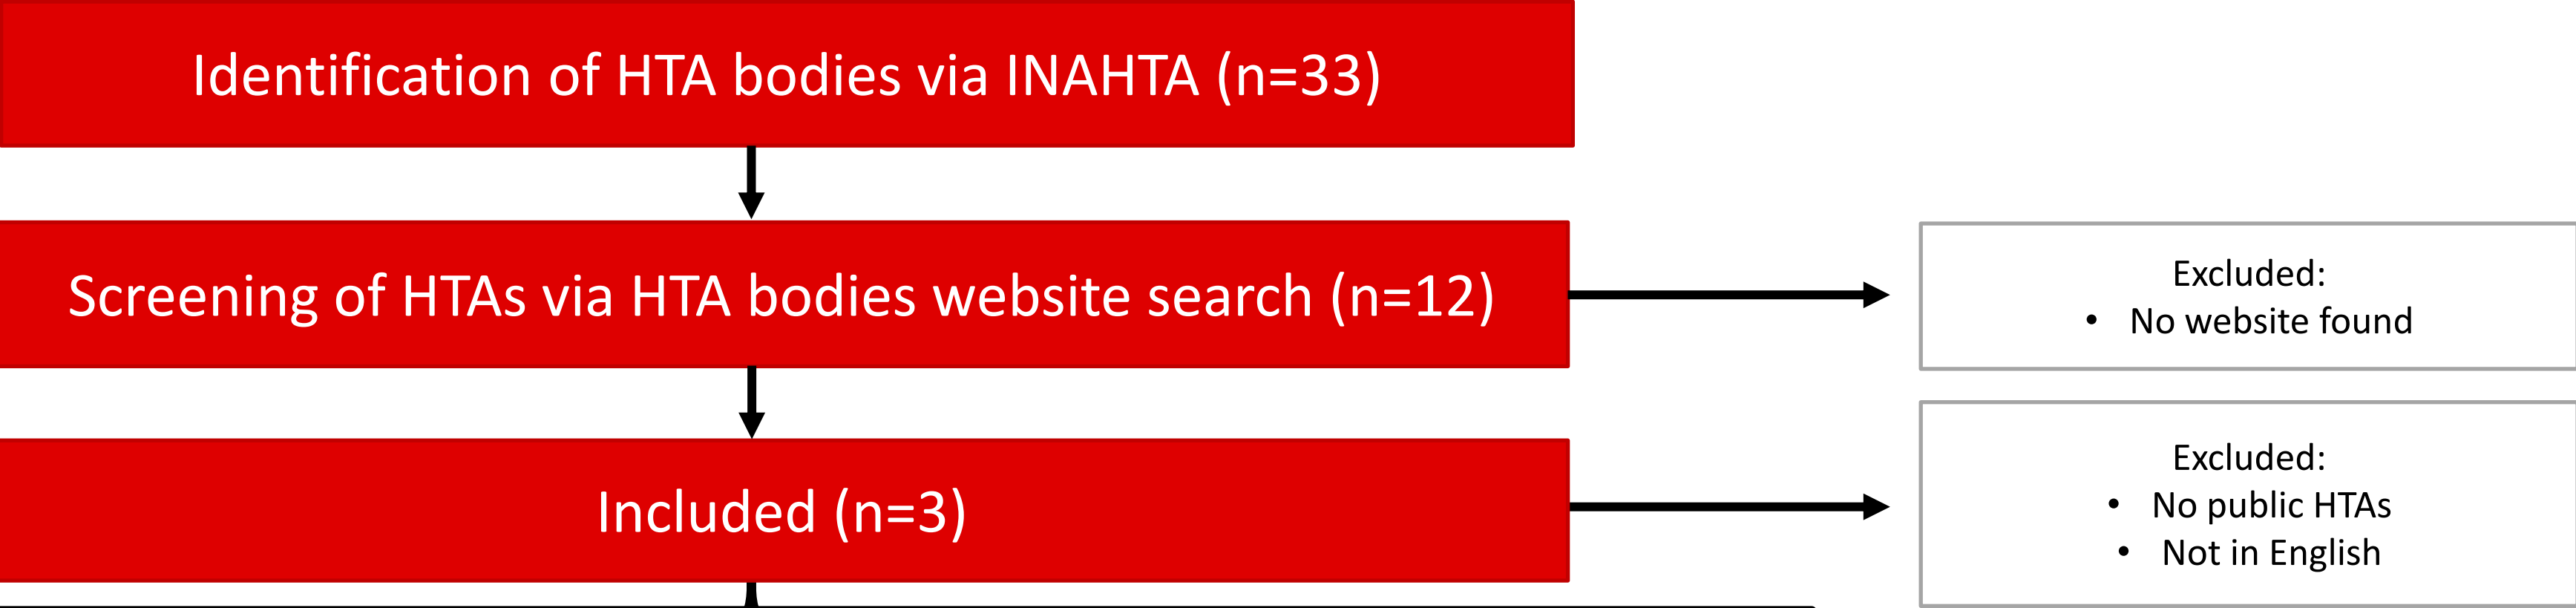 Identification of HTA bodies via INAHTA (n=33)
Screening of HTAs via HTA bodies website search (n=12)
Excluded:
• No website found
Included (n=3)
Excluded:
• No public HTAs
• Not in English